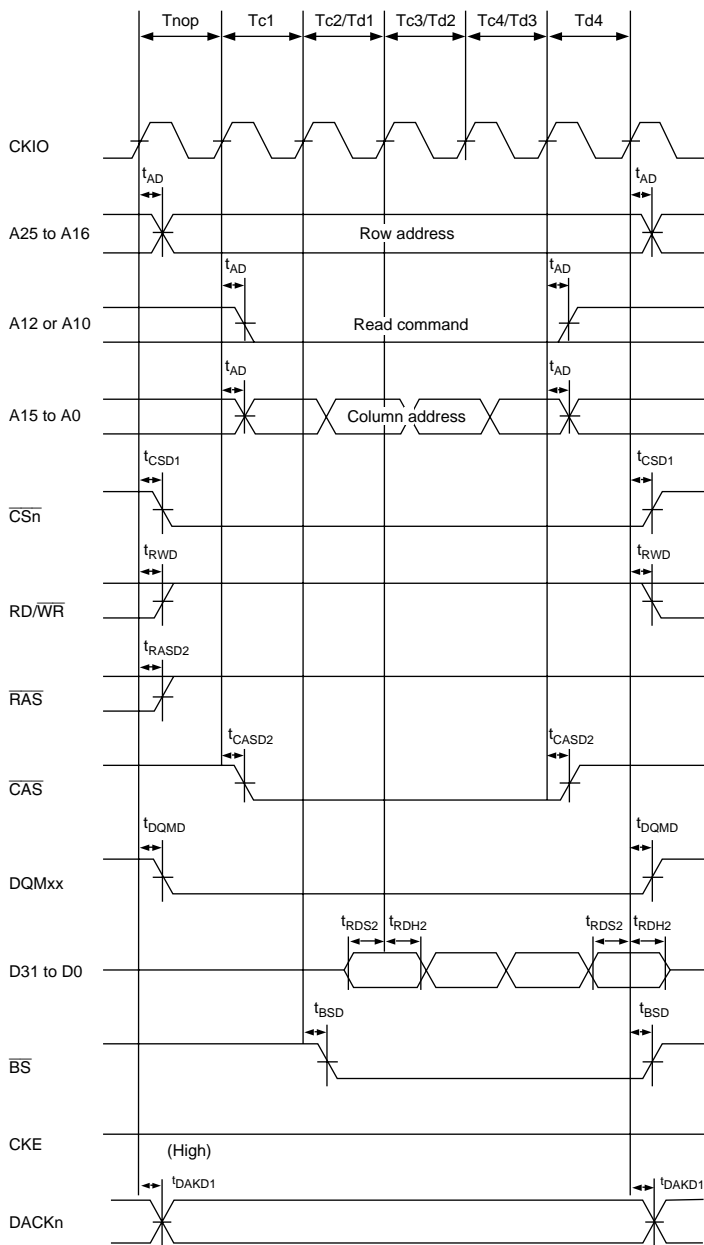 Tnop Tc1 Tc2/Td1 Tc3/Td2 Tc4/Td3 Td4
CKIO
tAD tAD
A25 to A16 Row address
tAD tAD
A12 or A10 Read command
tAD tAD
A15 to A0 Column address
tCSD1 tCSD1
CSn
tRWD tRWD
RD/WR
tRASD2
RAS
tCASD2 tCASD2
CAS
tDQMD tDQMD
DQMxx
tRDS2 tRDH2 tRDS2 tRDH2
D31 to D0
tBSD tBSD
BS
CKE
(High)
tDAKD1 tDAKD1
DACKn